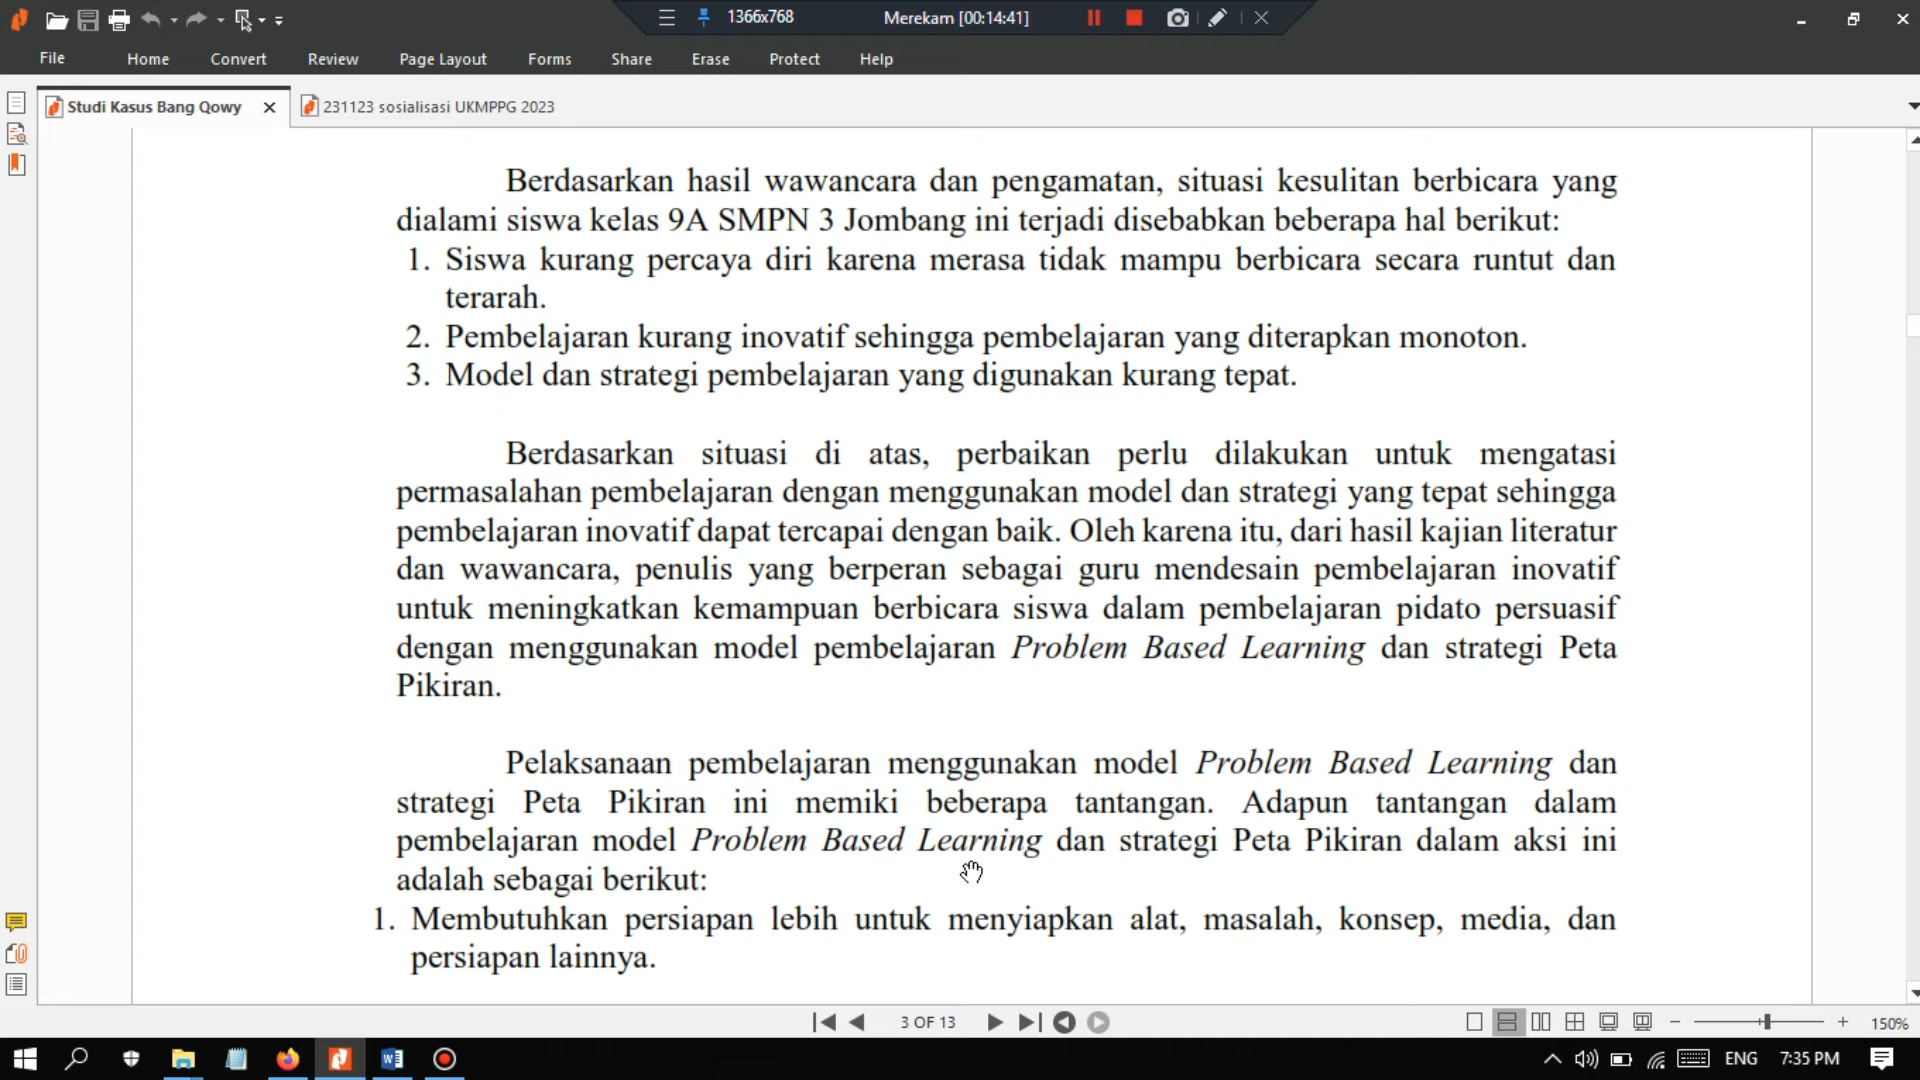 1366x768
Merekam [00:14:41]
File Home Convert Review Page Layout Forms Share Erase Protect Help
Studi Kasus Bang Qowy
231123 sosialisasi UKMPPG 2023
Berdasarkan hasil wawancara dan pengamatan, situasi kesulitan berbicara yang
dialami siswa kelas 9A SMPN 3 Jombang ini terjadi disebabkan beberapa hal berikut:
1. Siswa kurang percaya diri karena merasa tidak mampu berbicara secara runtut dan
terarah.
2. Pembelajaran kurang inovatif sehingga pembelajaran yang diterapkan monoton.
3. Model dan strategi pembelajaran yang digunakan kurang tepat.
Berdasarkan situasi di atas, perbaikan perlu dilakukan untuk mengatasi
permasalahan pembelajaran dengan menggunakan model dan strategi yang tepat sehingga
pembelajaran inovatif dapat tercapai dengan baik. Oleh karena itu, dari hasil kajian literatur
dan wawancara, penulis yang berperan sebagai guru mendesain pembelajaran inovatif
untuk meningkatkan kemampuan berbicara siswa dalam pembelajaran pidato persuasif
dengan menggunakan model pembelajaran Problem Based Learning dan strategi Peta
Pikiran.
Pelaksanaan pembelajaran menggunakan model Problem Based Learning dan
strategi Peta Pikiran ini memiki beberapa tantangan. Adapun tantangan dalam
pembelajaran model Problem Based Learning dan strategi Peta Pikiran dalam aksi ini
adalah sebagai berikut:
1. Membutuhkan persiapan lebih untuk menyiapkan alat, masalah, konsep, media, dan
persiapan lainnya.
3 OF 13
150%
ENG
7:35 PM